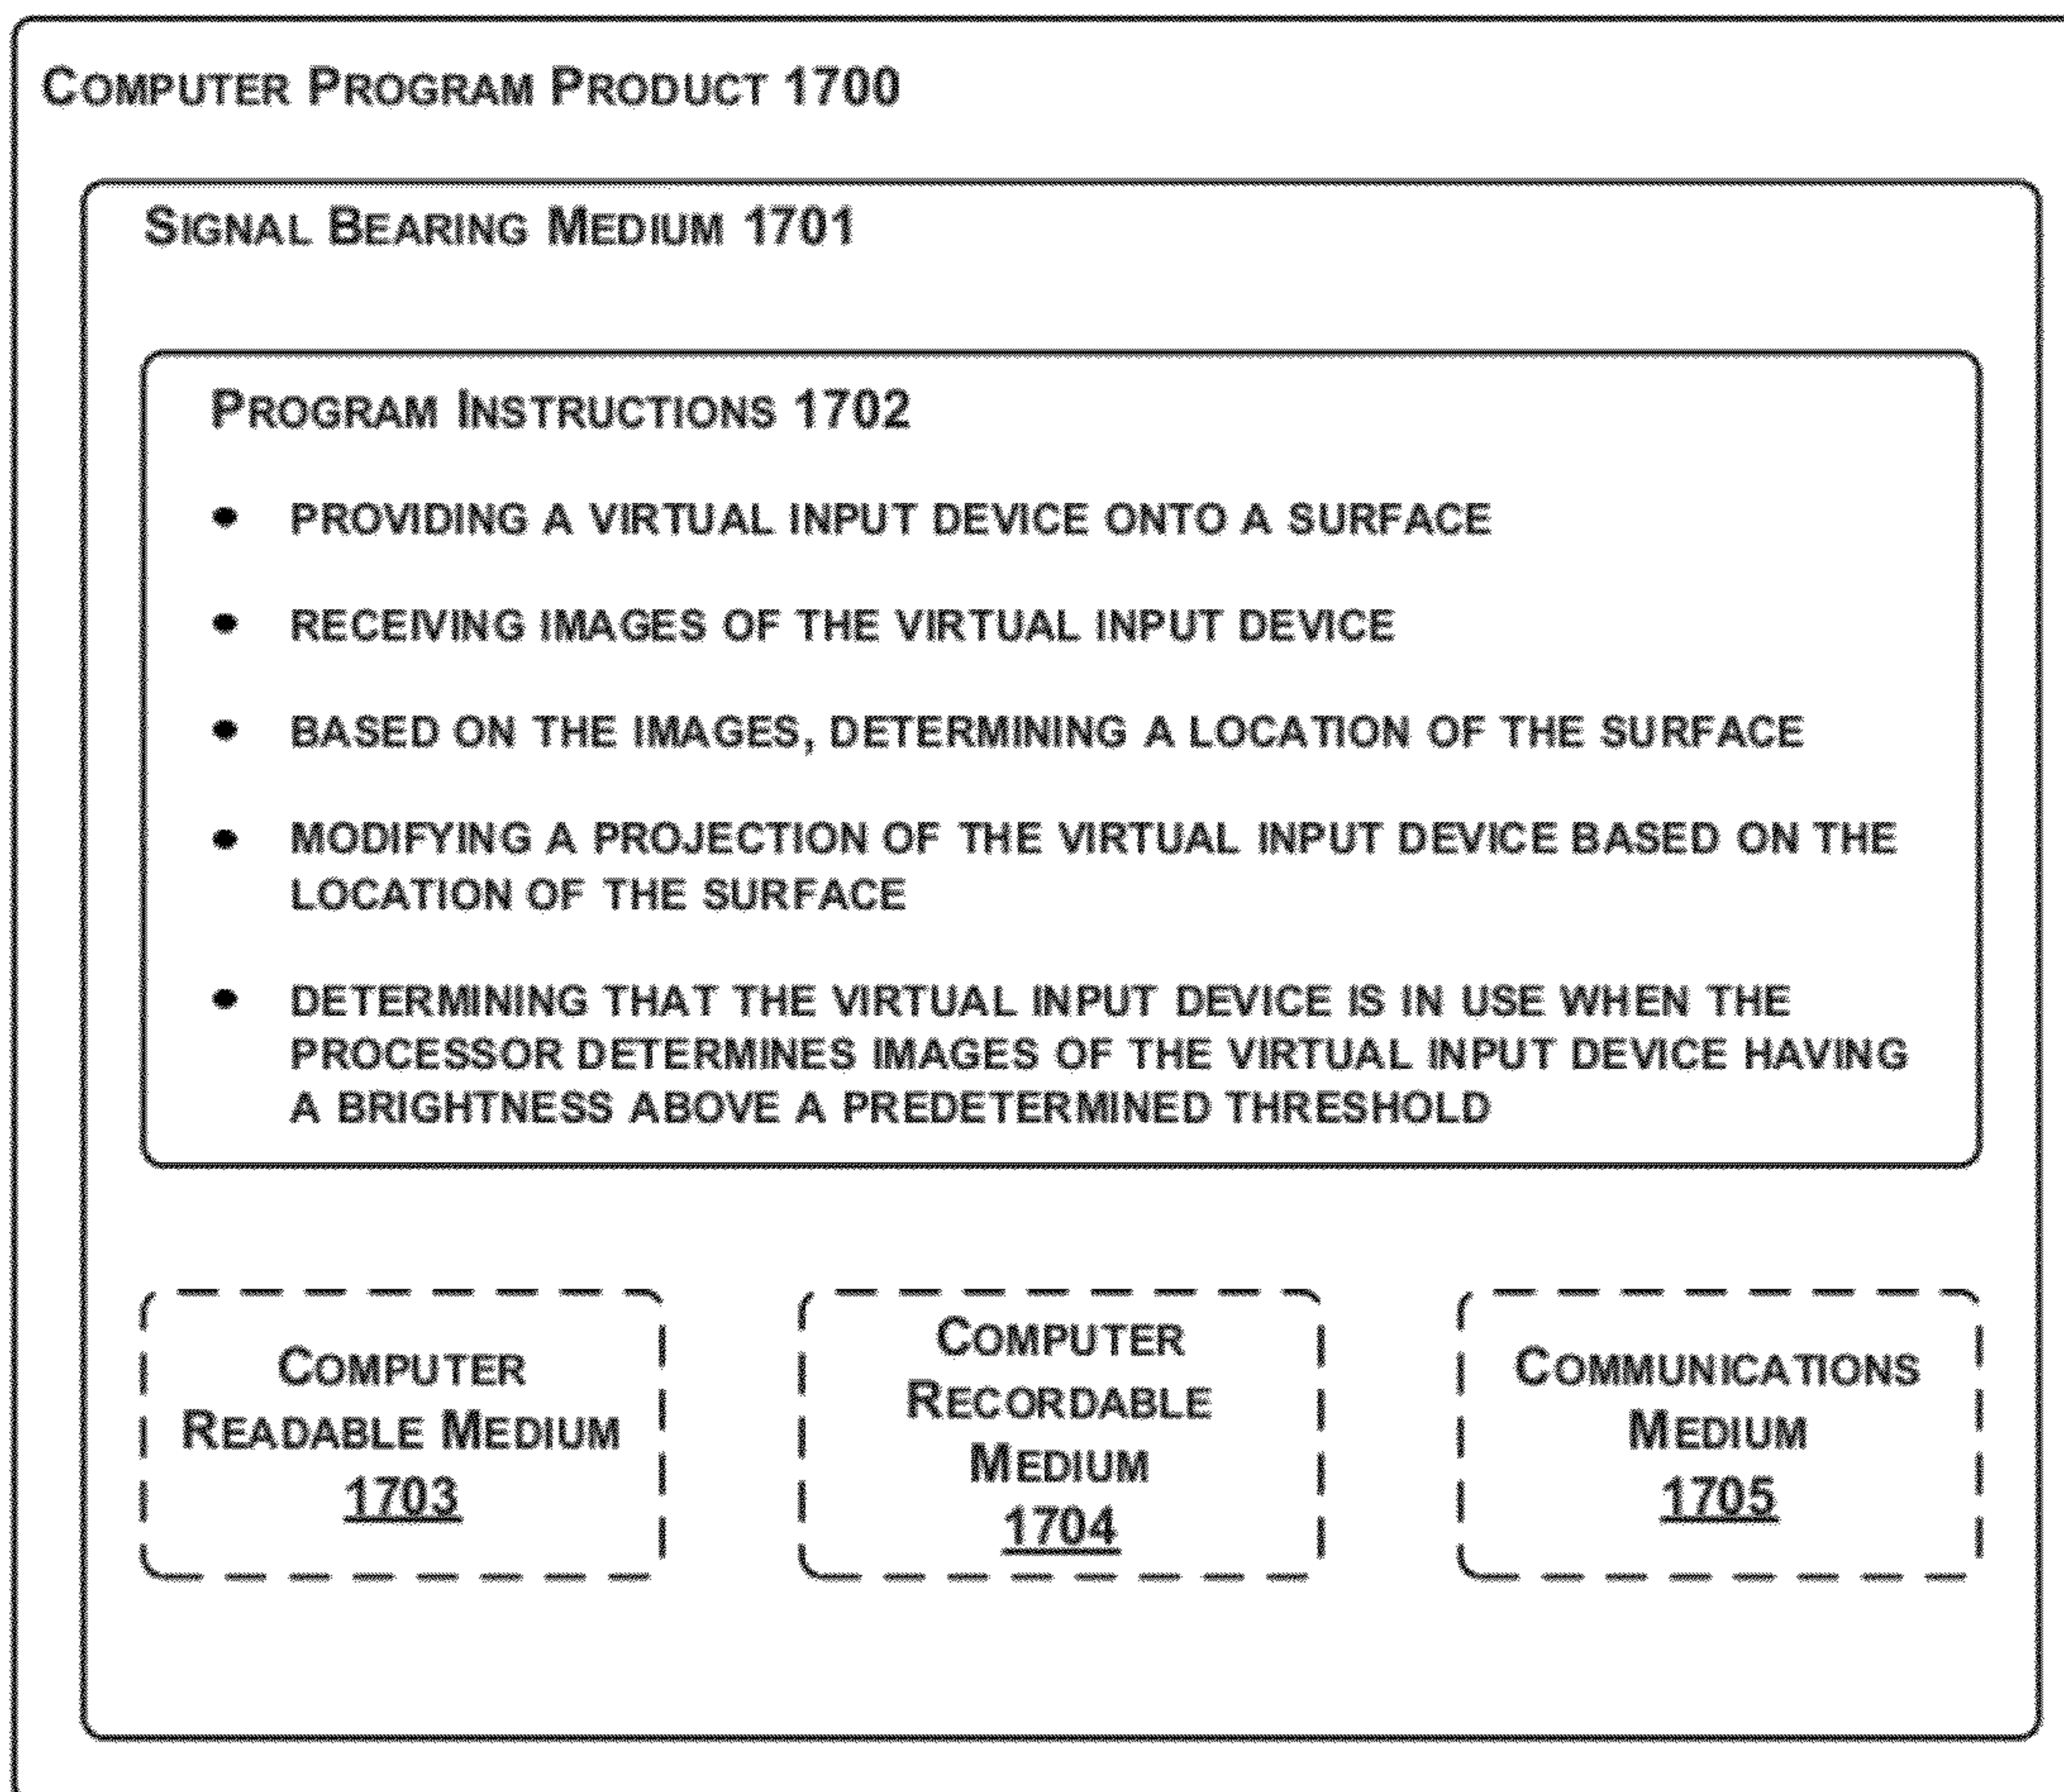 COMPUTER PROGRAM PRODUCT 1700
SIGNAL BEARING MEDIUM 1701
PROGRAM INSTRUCTIONS 1702
• PROVIDING A VIRTUAL INPUT DEVICE ONTO A SURFACE
• RECEIVING IMAGES OF THE VIRTUAL INPUT DEVICE
• BASED ON THE IMAGES, DETERMINING A LOCATION OF THE SURFACE
• MODIFYING A PROJECTION OF THE VIRTUAL INPUT DEVICE BASED ON THE
LOCATION OF THE SURFACE
• DETERMINING THAT THE VIRTUAL INPUT DEVICE IS IN USE WHEN THE
PROCESSOR DETERMINES IMAGES OF THE VIRTUAL INPUT DEVICE HAVING
A BRIGHTNESS ABOVE A PREDETERMINED THRESHOLD
COMPUTER
READABLE MEDIUM
1703
COMPUTER
RECORDABLE
MEDIUM
1704
COMMUNICATIONS
MEDIUM
1705